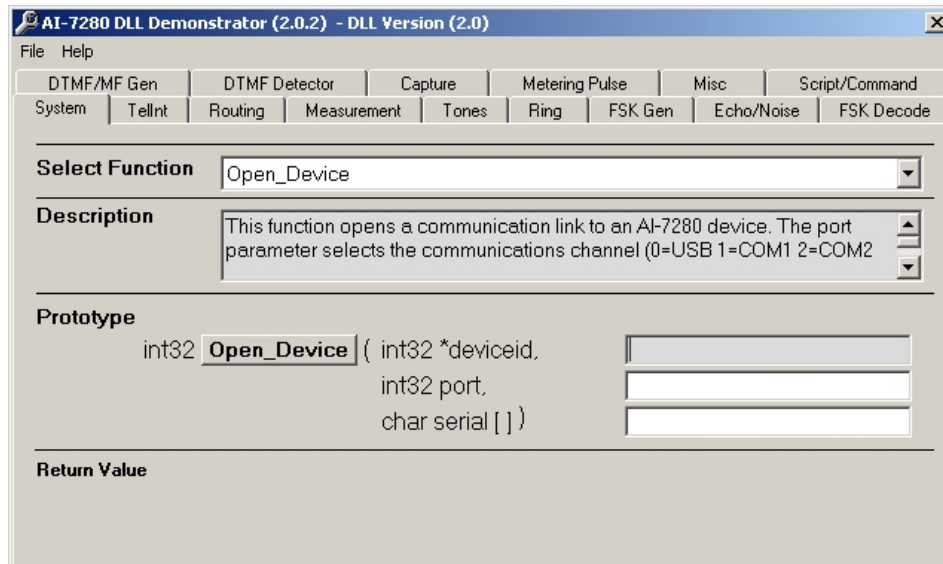 AI-7280 DLL Demonstrator (2.0.2) - DLL Version (2.0)
File Help
DTMF/MF Gen DTMF Detector Capture Metering Pulse Misc Script/Command
System TelInt Routing Measurement Tones Ring FSK Gen Echo/Noise FSK Decode
Select Function Open_Device
Description This function opens a communication link to an AI-7280 device. The port
parameter selects the communications channel (0=USB 1=COM1 2=COM2
Prototype
int32 Open_Device ( int32 *deviceid,
int32 port,
char serial [ ] )
Return Value